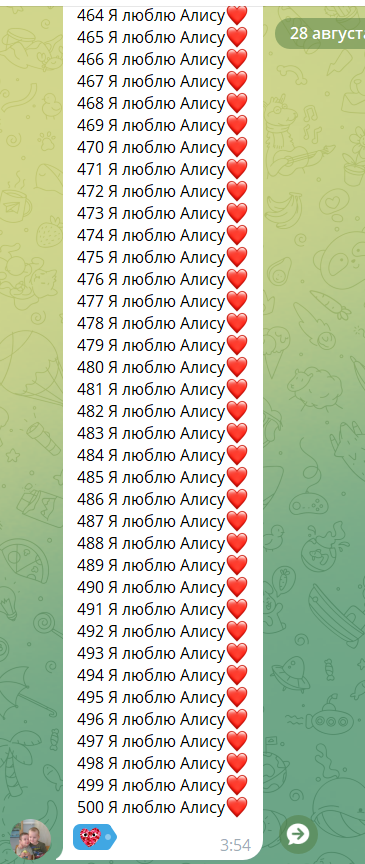 464 Я люблю Алису❤️
28 августа
465 Я люблю Алису❤️
466 Я люблю Алису❤️
467 Я люблю Алису❤️
468 Я люблю Алису❤️
469 Я люблю Алису❤️
470 Я люблю Алису❤️
471 Я люблю Алису❤️
472 Я люблю Алису❤️
473 Я люблю Алису❤️
474 Я люблю Алису❤️
475 Я люблю Алису❤️
476 Я люблю Алису❤️
477 Я люблю Алису❤️
478 Я люблю Алису❤️
479 Я люблю Алису❤️
480 Я люблю Алису❤️
481 Я люблю Алису❤️
482 Я люблю Алису❤️
483 Я люблю Алису❤️
484 Я люблю Алису❤️
485 Я люблю Алису❤️
486 Я люблю Алису❤️
487 Я люблю Алису❤️
488 Я люблю Алису❤️
489 Я люблю Алису❤️
490 Я люблю Алису❤️
491 Я люблю Алису❤️
492 Я люблю Алису❤️
493 Я люблю Алису❤️
494 Я люблю Алису❤️
495 Я люблю Алису❤️
496 Я люблю Алису❤️
497 Я люблю Алису❤️
498 Я люблю Алису❤️
499 Я люблю Алису❤️
500 Я люблю Алису❤️
3:54